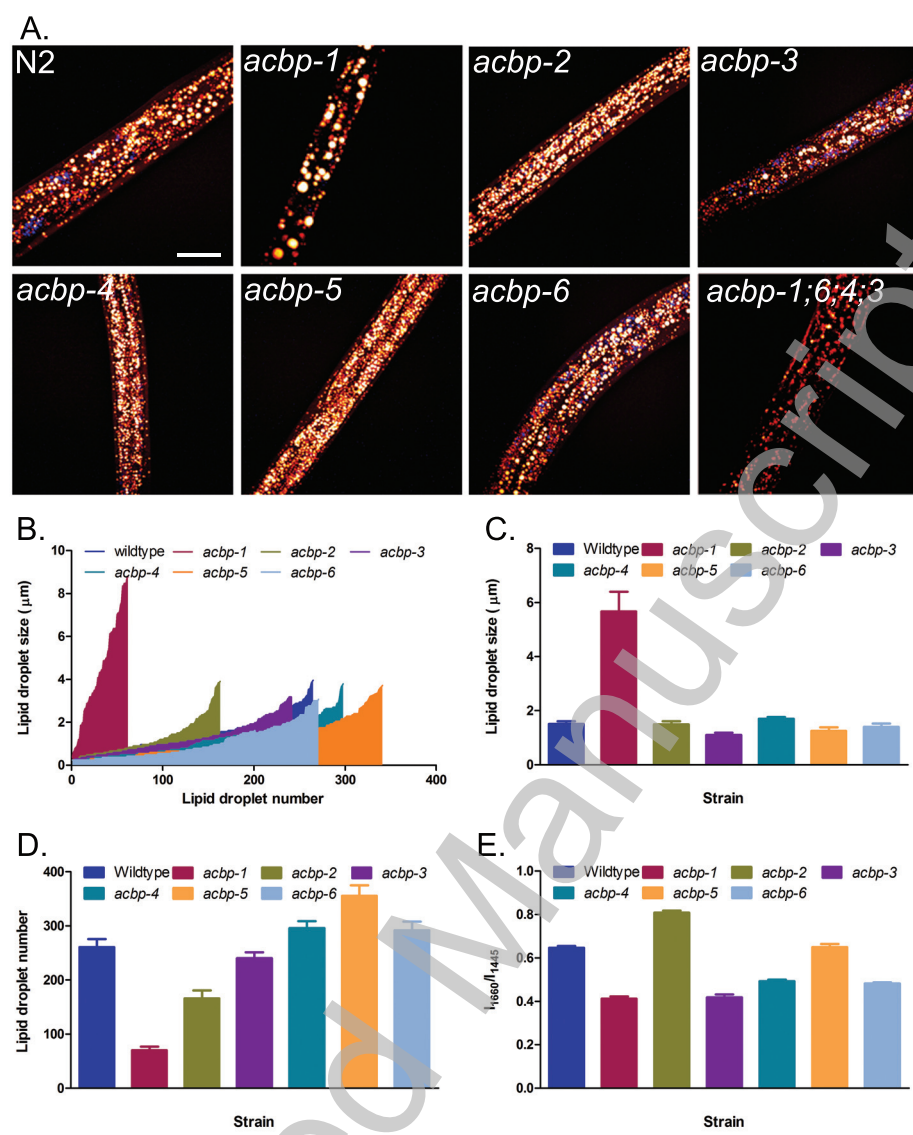 A.
N2 acbp-1 acbp-2 acbp-3
acbp-4 acbp-5 acbp-6 acbp-1;6;4;3
B.
wildtype acbp-1 acbp-2 acbp-3
acbp-4 acbp-5 acbp-6
Lipid droplet size ( μm)
10
8
6
4
2
0
0 100 200 300 400
Lipid droplet number
C.
Wildtype acbp-1 acbp-2 acbp-3
acbp-4 acbp-5 acbp-6
Lipid droplet size ( μm)
8
6
4
2
0
Strain
D.
Wildtype acbp-1 acbp-2 acbp-3
acbp-4 acbp-5 acbp-6
Lipid droplet number
400
300
200
100
0
Strain
E.
Wildtype acbp-1 acbp-2 acbp-3
acbp-4 acbp-5 acbp-6
I1660/I1445
1.0
0.8
0.6
0.4
0.2
0.0
Strain
d Manuscript